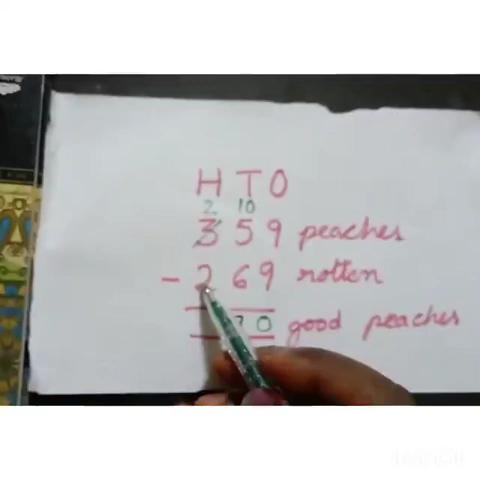 H T O
2 10
3 5 9 peaches
- 2 6 9 rotten
0 good peaches